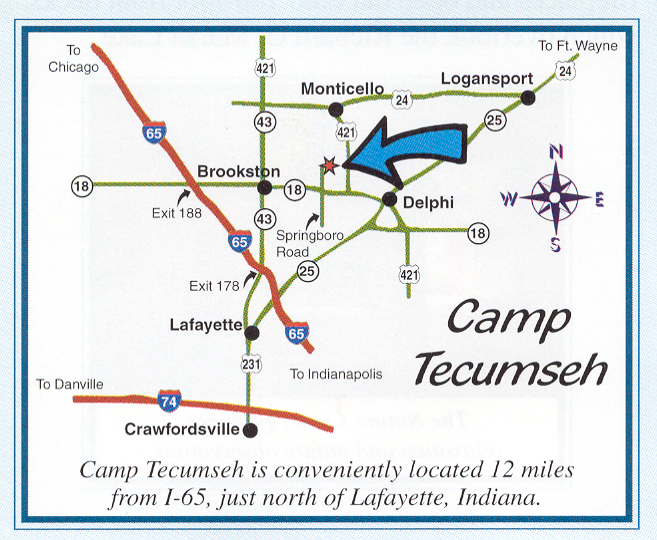 To
Chicago
421
To Ft. Wayne
24
Logansport
Monticello
24
65
43
421
25
Brookston
18
18
Exit 188
Delphi
43
Springboro
Road
18
65
N
W
E
S
25
421
Exit 178
Lafayette
65
Camp
Tecumseh
231
To Indianapolis
To Danville
74
Crawfordsville
Camp Tecumseh is conveniently located 12 miles
from I-65, just north of Lafayette, Indiana.